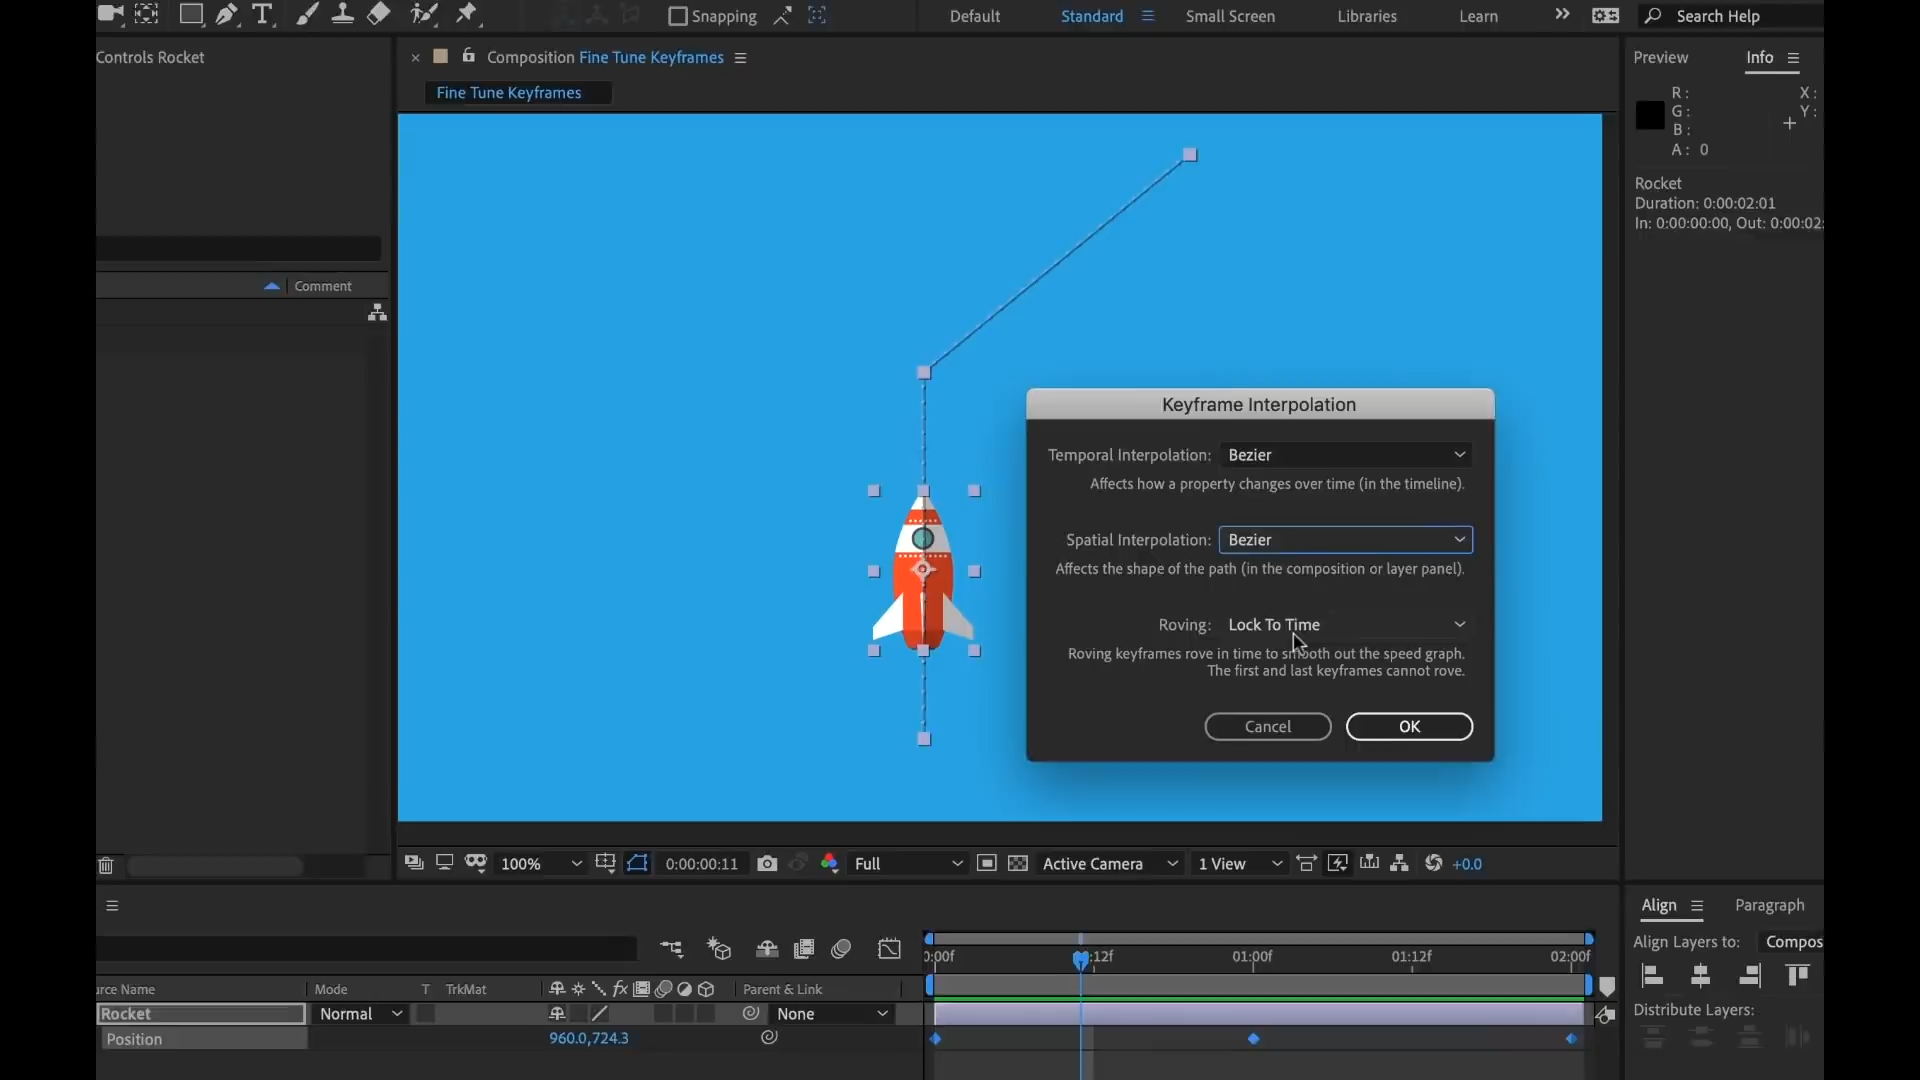 Snapping
Default
Standard
Small Screen
Libraries
Learn
Search Help
Controls Rocket
Composition Fine Tune Keyframes
Preview
Info
Fine Tune Keyframes
R :
X :
G :
Y :
B :
A : 0
Rocket
Duration: 0:00:02:01
In: 0:00:00:00, Out: 0:00:02:
Comment
Keyframe Interpolation
Temporal Interpolation: Bezier
Affects how a property changes over time (in the timeline).
Spatial Interpolation: Bezier
Affects the shape of the path (in the composition or layer panel).
Roving: Lock To Time
Roving keyframes rove in time to smooth out the speed graph.
The first and last keyframes cannot rove.
Cancel
OK
100%
0:00:00:11
Full
Active Camera
1 View
+0.0
Align
Paragraph
Align Layers to: Compos
0:00f
:12f
01:00f
01:12f
02:00f
urce Name
Mode
T
TrkMat
fx
Parent & Link
Rocket
Normal
None
Distribute Layers:
Position
960.0,724.3